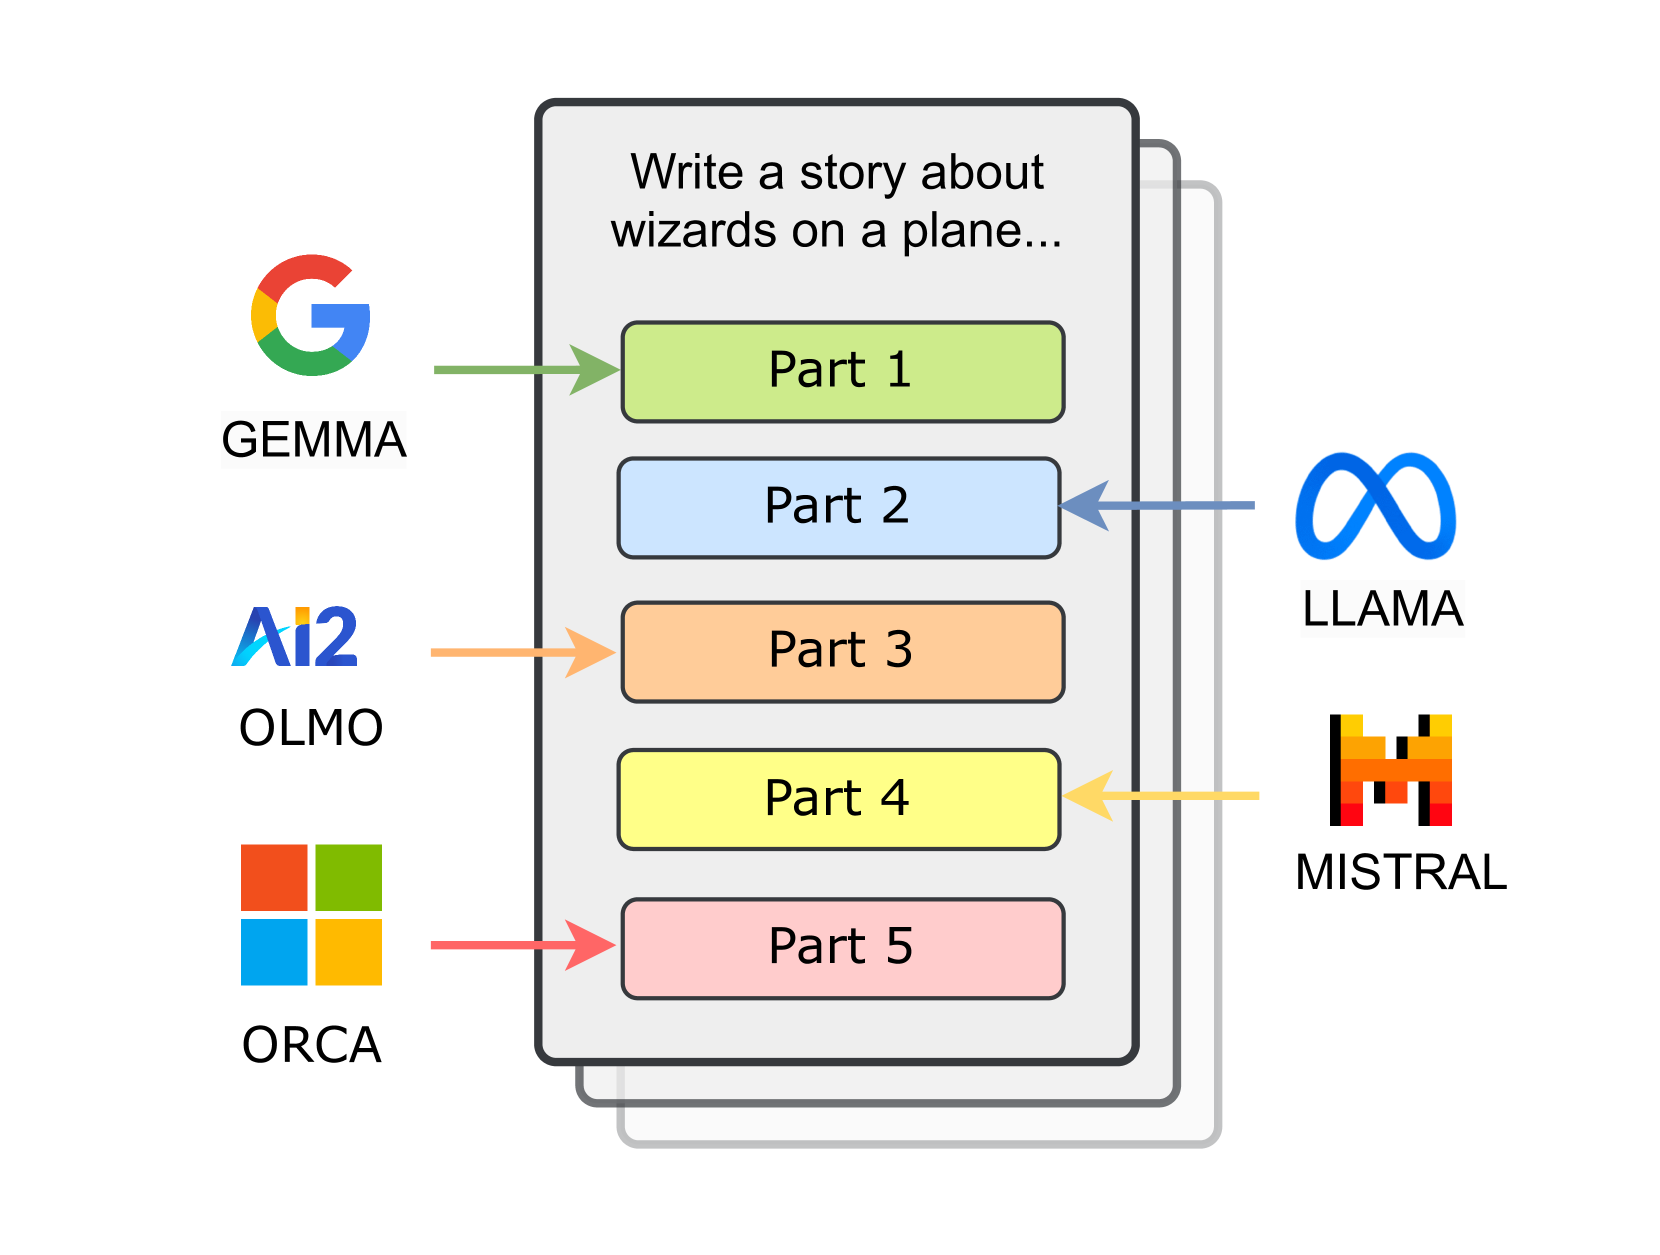 Write a story about
wizards on a plane...
GEMMA
Part 1
Part 2
LLAMA
Ai2
OLMO
Part 3
Part 4
MISTRAL
Part 5
ORCA